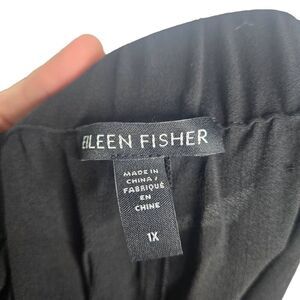 EILEEN FISHER
MADE IN
CHINA /
FABRIQUÉ
EN
CHINE
1X